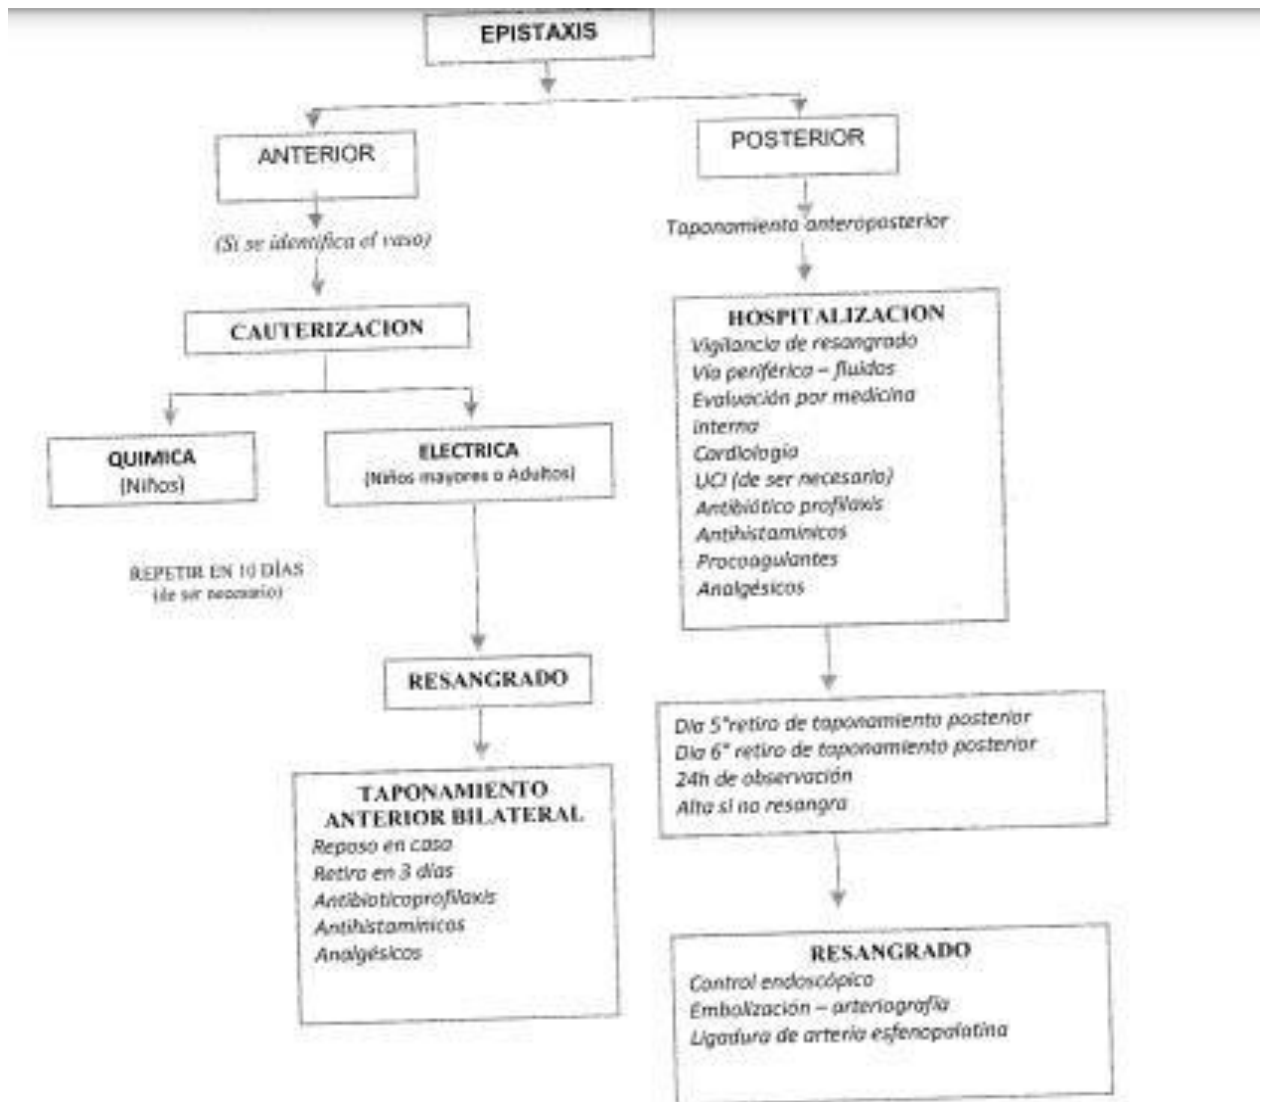 EPISTAXIS
ANTERIOR
(Si se identifica el vaso)
CAUTERIZACION
QUIMICA
(Niños)
ELECTRICA
(Niños mayores o Adultos)
REPETIR EN 10 DÍAS
(de ser necesario)
RESANGRADO
TAPONAMIENTO
ANTERIOR BILATERAL
Reposo en casa
Retiro en 3 días
Antibioticoprofilaxis
Antihistamínicos
Analgésicos
POSTERIOR
Taponamiento anteroposterior
HOSPITALIZACION
Vigilancia de resangrado
Vía periférica – fluidos
Evaluación por medicina
interna
Cardiología
UCI (de ser necesario)
Antibiótico profilaxis
Antihistamínicos
Procoagulantes
Analgésicos
Día 5° retiro de taponamiento posterior
Día 6° retiro de taponamiento posterior
24h de observación
Alta si no resangra
RESANGRADO
Control endoscópico
Embolización – arteriografía
Ligadura de arteria esfenopalatina